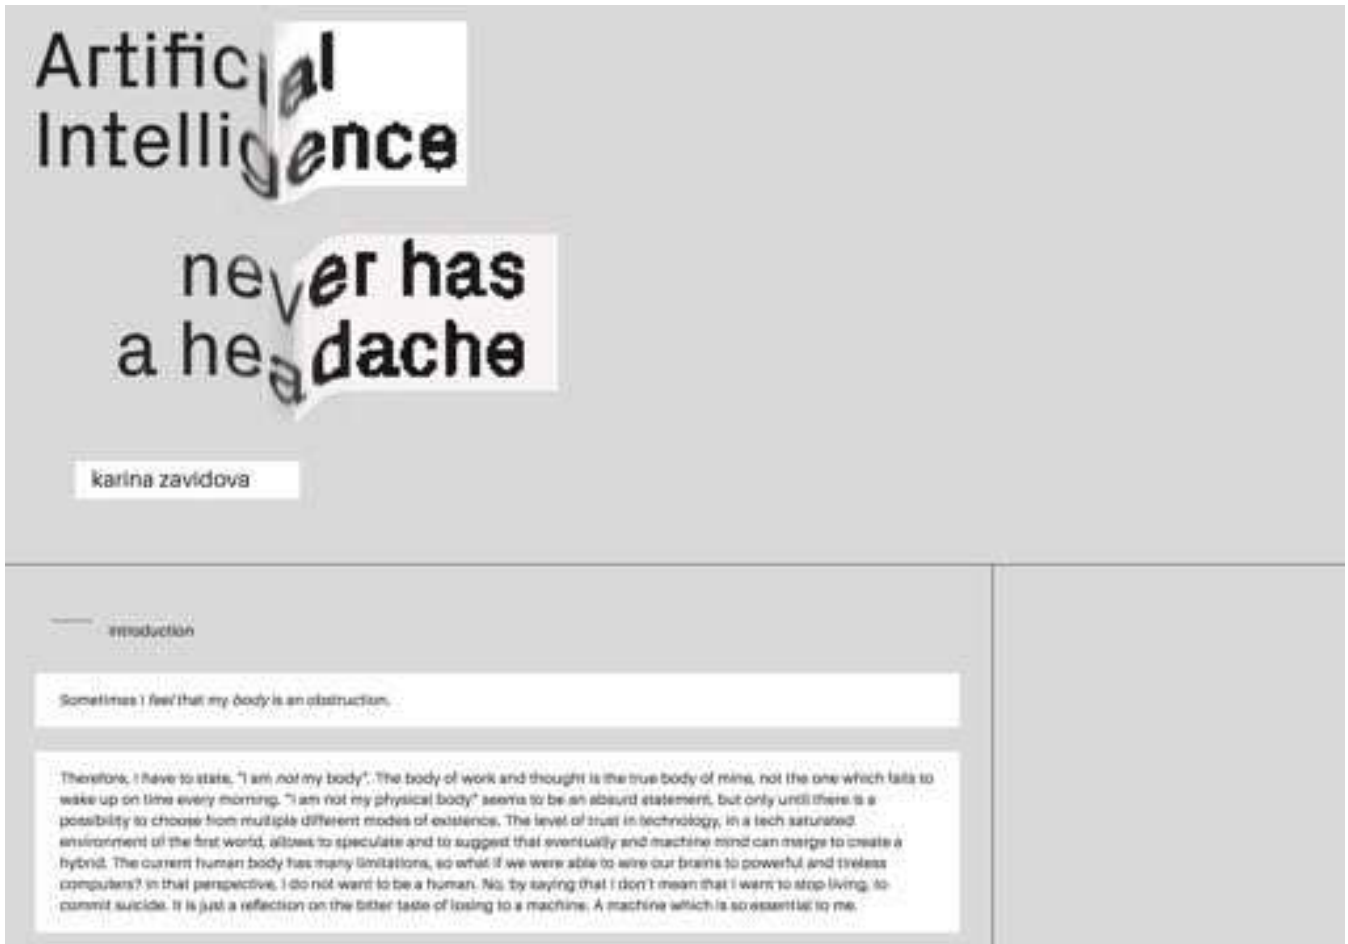 Artificial
Intelligence
never has
a headache
karina zavidova
Introduction
Sometimes I feel that my body is an obstruction.
Therefore, I have to state, "I am not my body". The body of work and thought is the true body of mine, not the one which fails to
wake up on time every morning. "I am not my physical body" seems to be an absurd statement, but only until there is a
possibility to choose from multiple different modes of existence. The level of trust in technology, in a tech saturated
environment of the first world, allows to speculate and to suggest that eventually and machine mind can merge to create a
hybrid. The current human body has many limitations, so what if we were able to wire our brains to powerful and tireless
computers? In that perspective, I do not want to be a human. No, by saying that I don't mean that I want to stop living, to
commit suicide. It is just a reflection on the bitter taste of losing to a machine. A machine which is so essential to me.